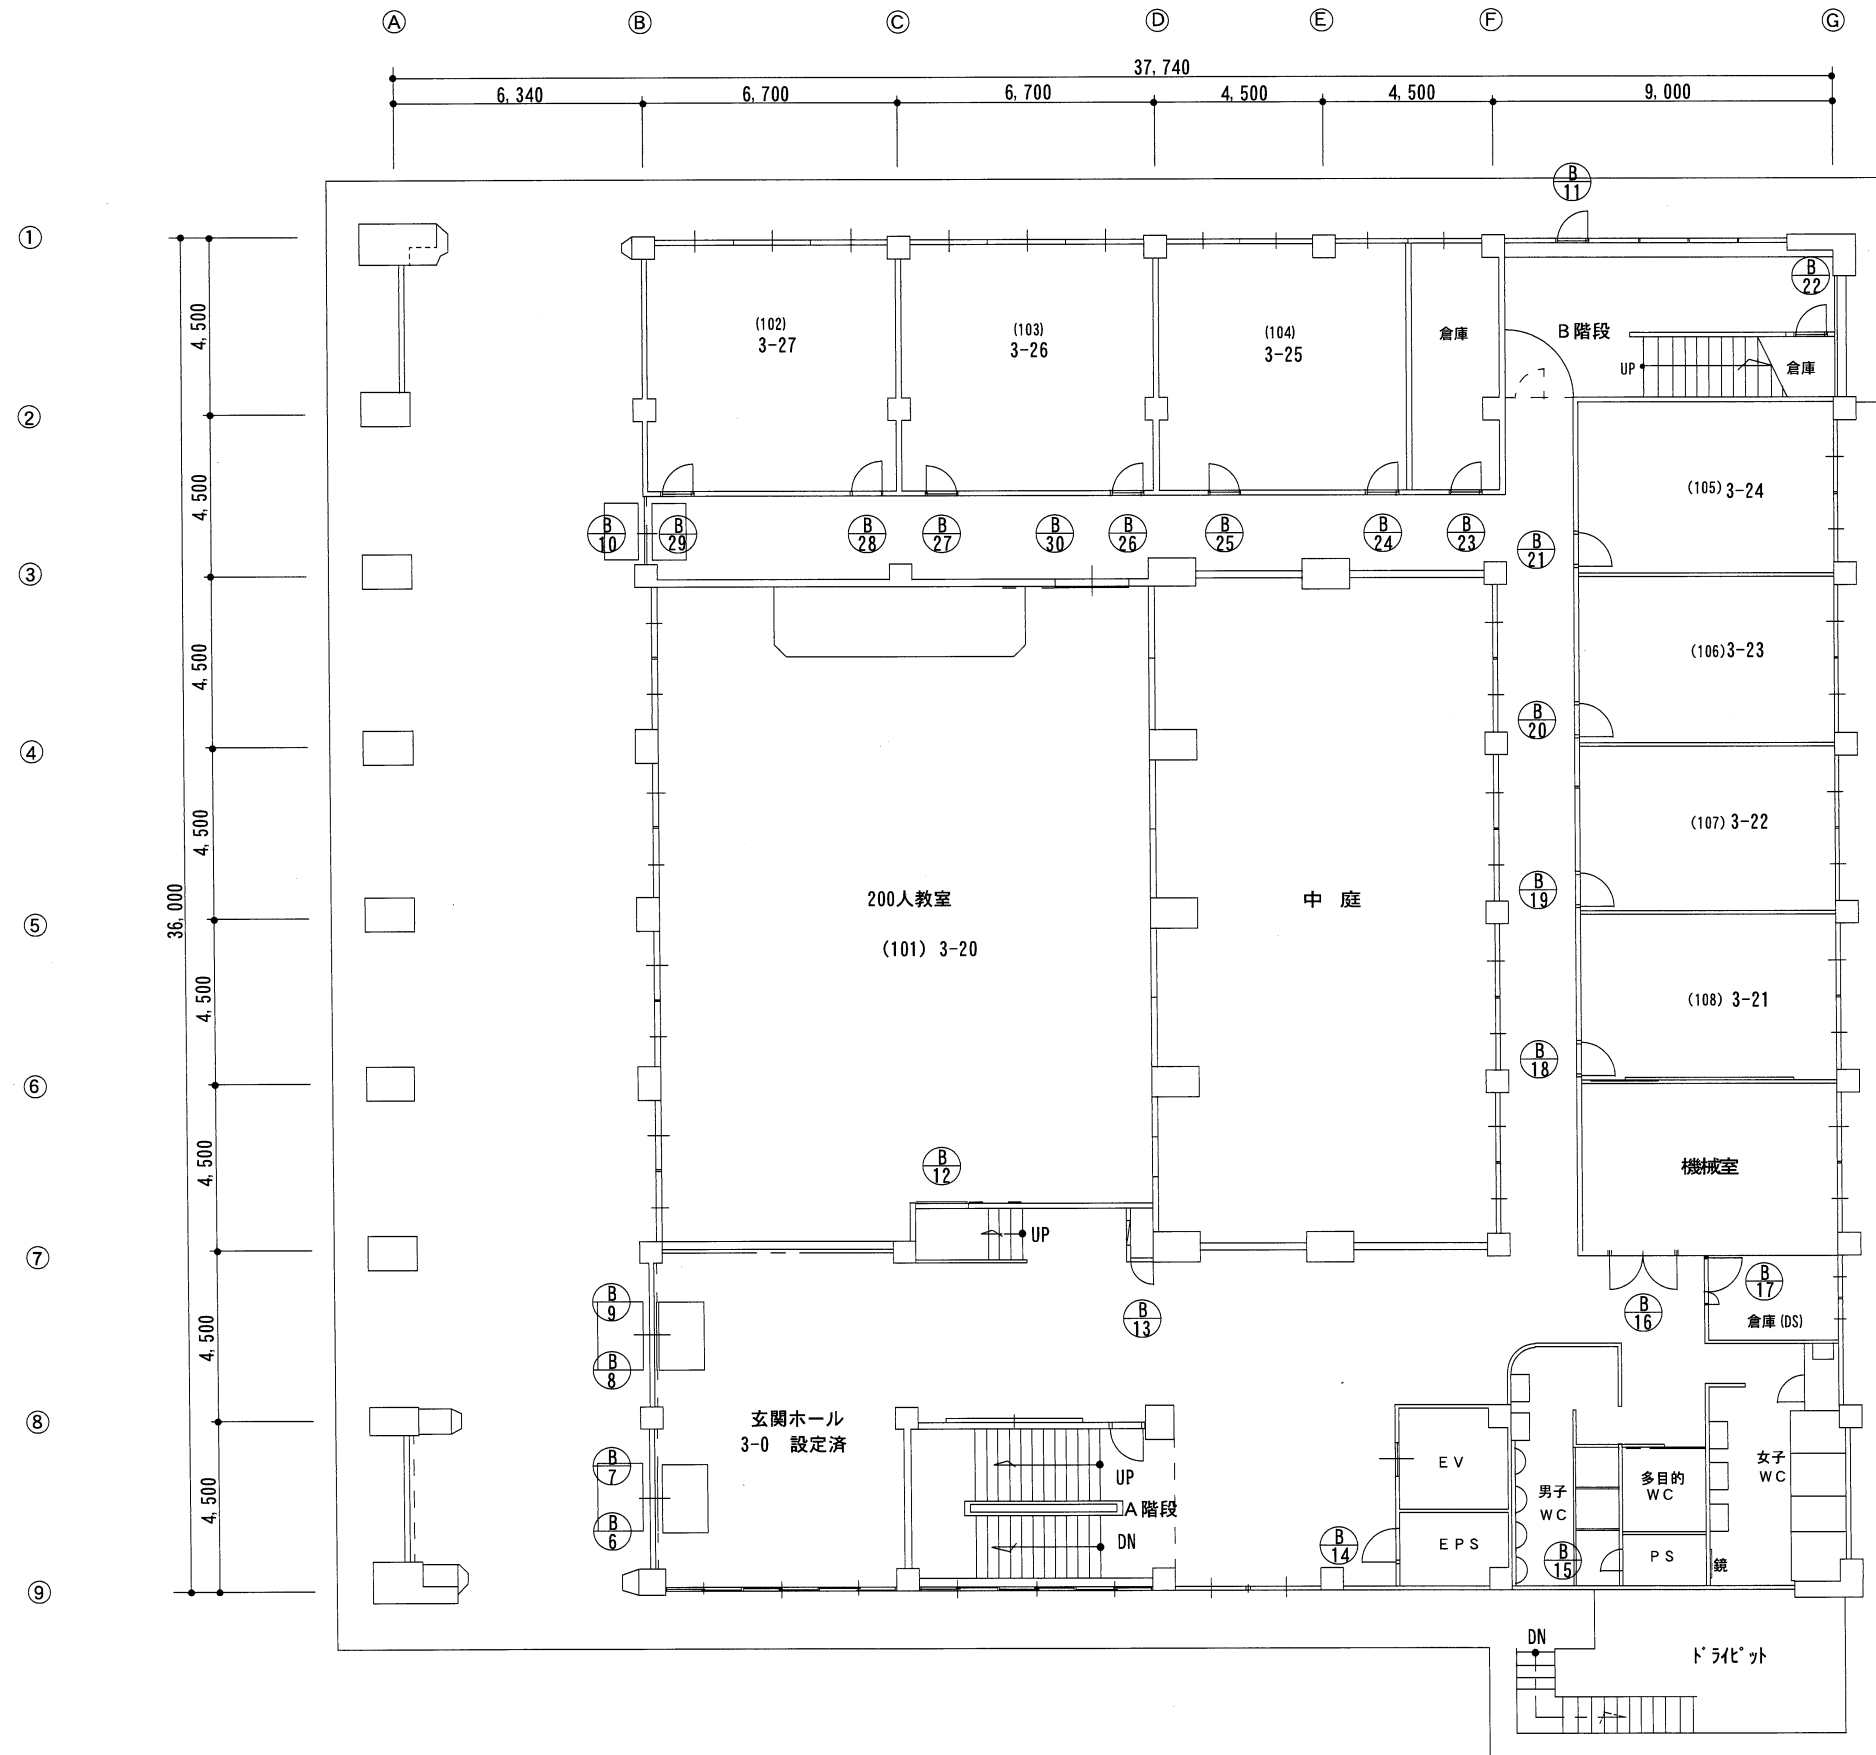 Ⓐ Ⓑ Ⓒ Ⓓ Ⓔ Ⓕ Ⓖ
37,740
6,340 6,700 6,700 4,500 4,500 9,000
① ② ③ ④ ⑤ ⑥ ⑦ ⑧ ⑨
36,000
4,500 4,500 4,500 4,500 4,500 4,500 4,500 4,500
B
11
B
22
(102)
3-27
(103)
3-26
(104)
3-25
倉庫
B階段
UP
倉庫
(105) 3-24
B
10
B
29
B
28
B
27
B
30
B
26
B
25
B
24
B
23
B
21
(106) 3-23
B
20
(107) 3-22
B
19
200人教室
(101) 3-20
中 庭
(108) 3-21
B
18
B
12
機械室
UP
B
9
B
13
B
16
B
17
倉庫(DS)
B
8
玄関ホール
3-0 設定済
B
7
UP
A階段
DN
B
6
EV
EPS
B
14
男子
WC
B
15
多目的
WC
PS
鏡
女子
WC
DN
ドライピット